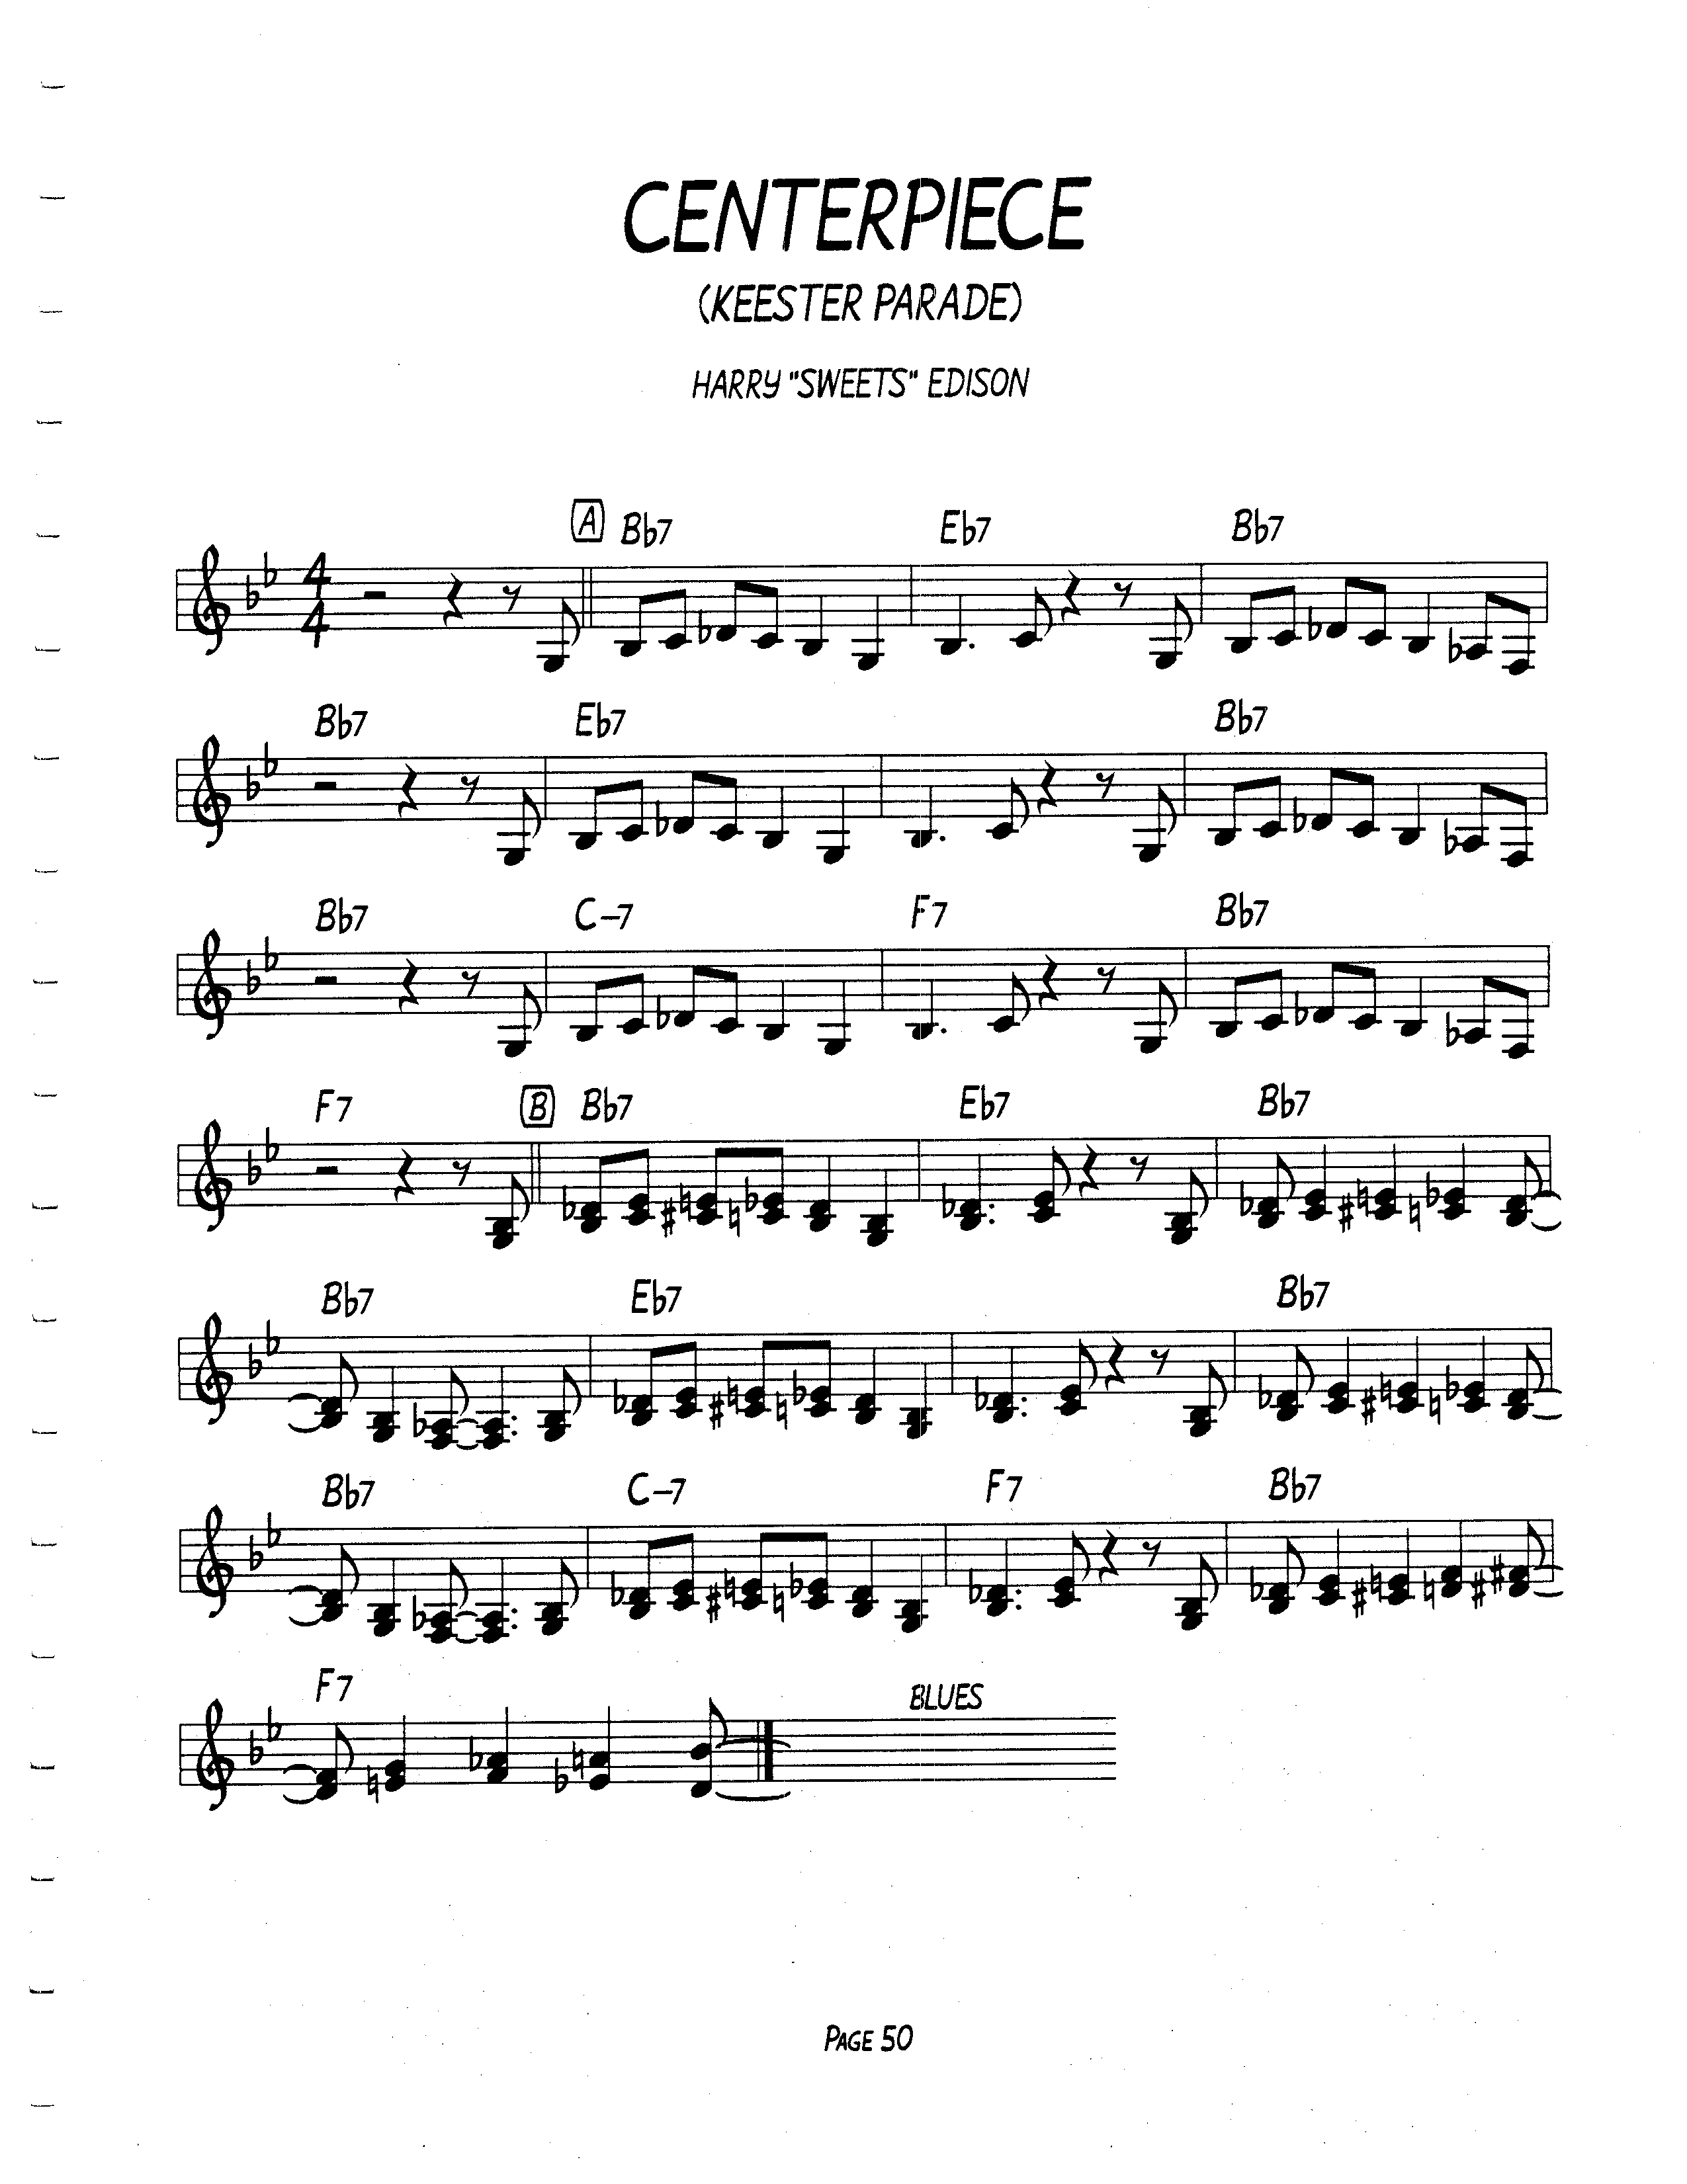 CENTERPIECE
(KEESTER PARADE)
HARRY "SWEETS" EDISON
A Bb7 Eb7 Bb7
4
4
Bb7 Eb7 Bb7
Bb7 C-7 F7 Bb7
F7 B Bb7 Eb7 Bb7
Bb7 Eb7 Bb7
Bb7 C-7 F7 Bb7
F7 BLUES
PAGE 50